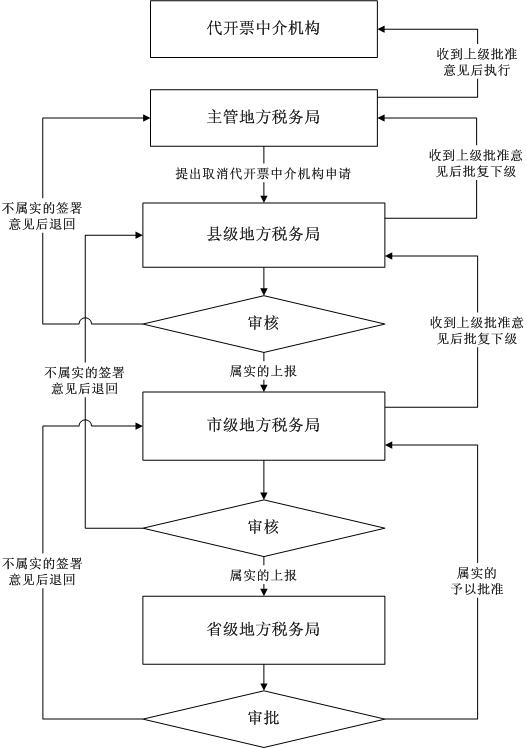 代开票中介机构
收到上级批准
意见后执行
主管地方税务局
提出取消代开票中介机构申请
收到上级批准意
见后批复下级
不属实的签署
意见后退回
县级地方税务局
审核
收到上级批准意
见后批复下级
不属实的签署
意见后退回
属实的上报
市级地方税务局
审核
不属实的签署
意见后退回
属实的上报
属实的
予以批准
省级地方税务局
审批